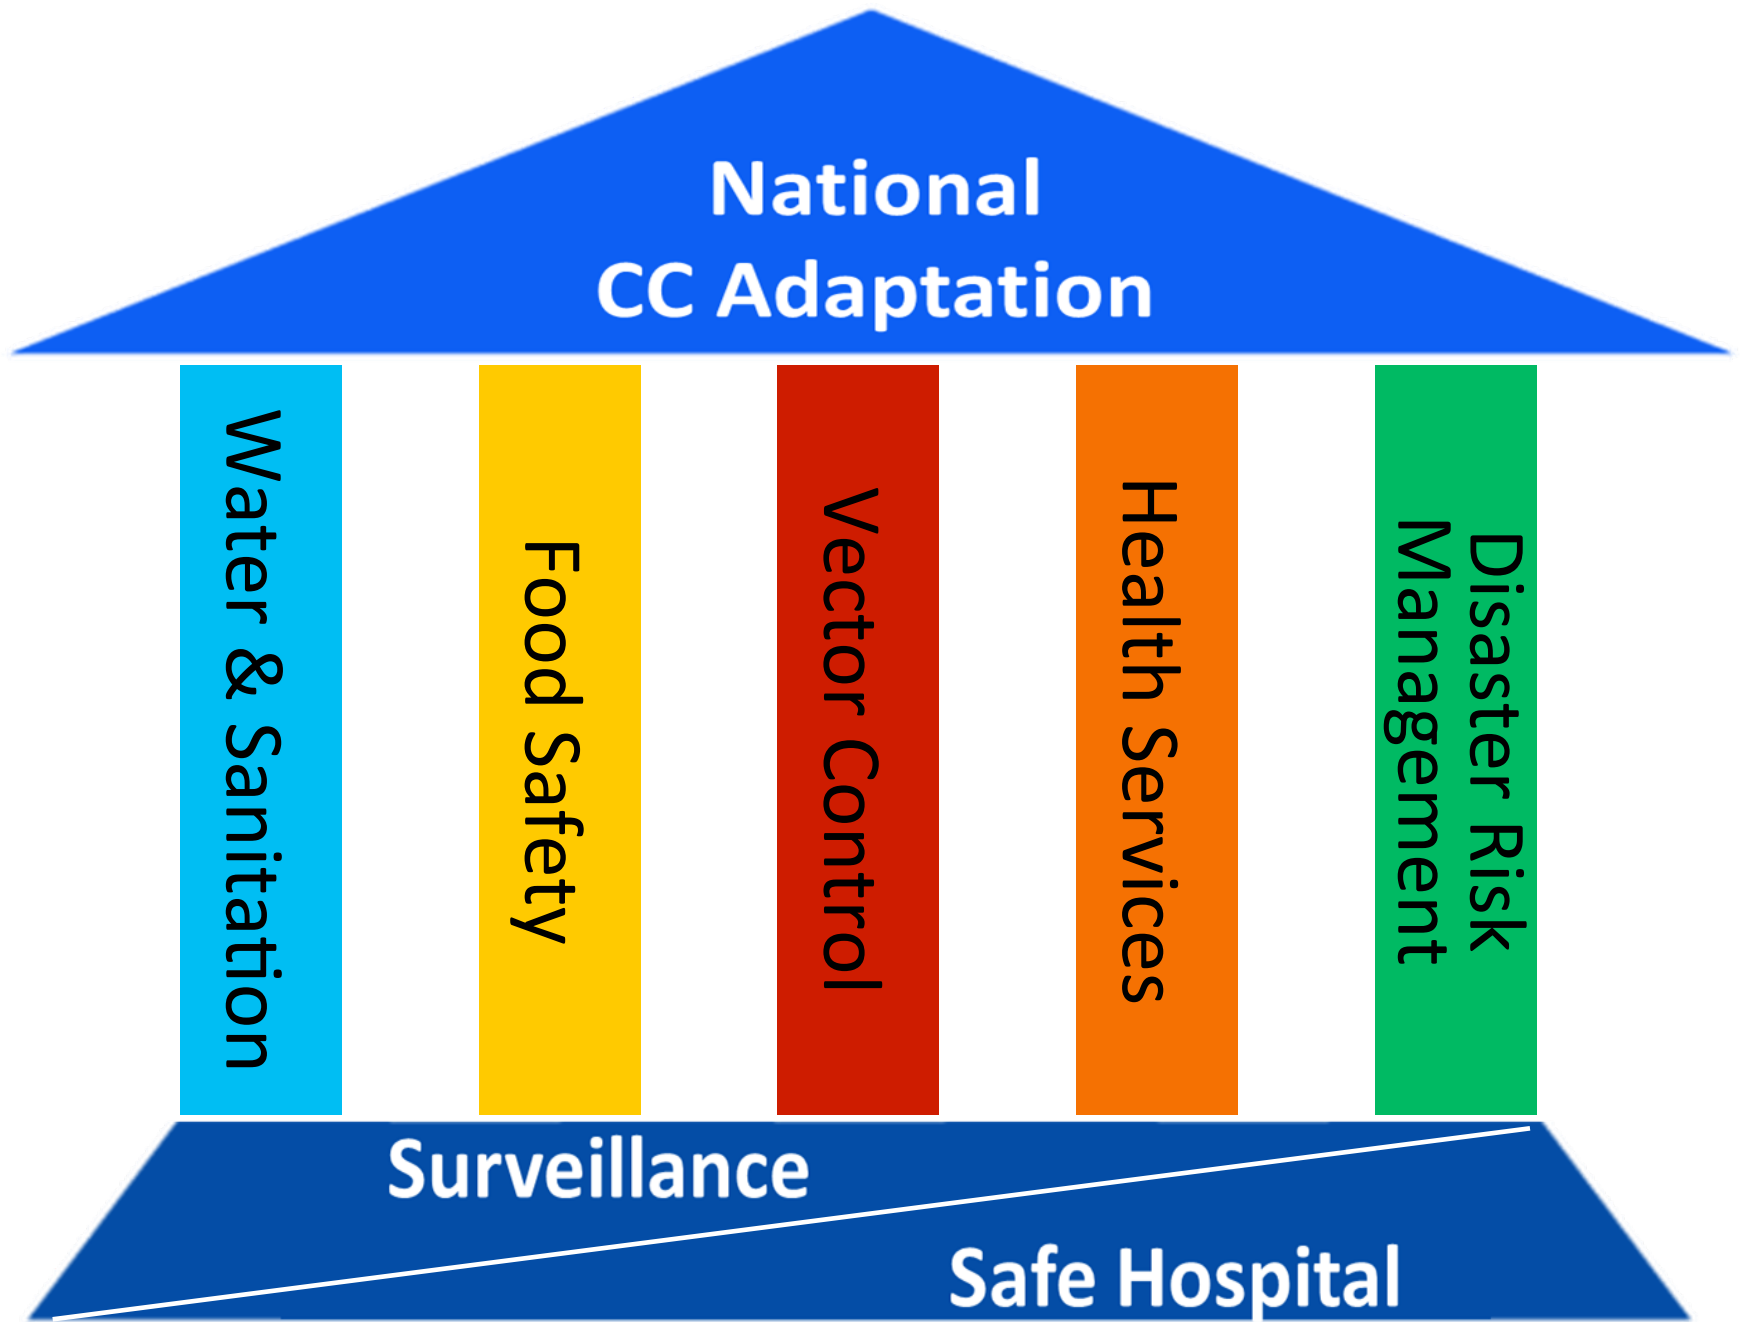 National
CC Adaptation
Water & Sanitation
Food Safety
Vector Control
Health Services
Disaster Risk
Management
Surveillance
Safe Hospital